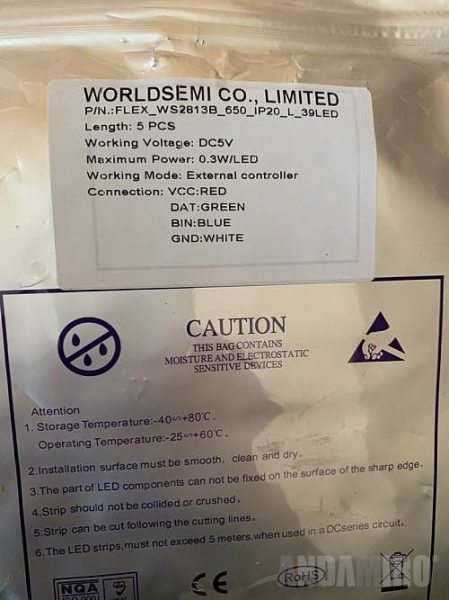 WORLDSEMI CO., LIMITED
P/N.:FLEX_WS2813B_650_IP20_L_39LED
Length: 5 PCS
Working Voltage: DC5V
Maximum Power: 0.3W/LED
Working Mode: External controller
Connection: VCC:RED
DAT:GREEN
BIN:BLUE
GND:WHITE
CAUTION
THIS BAG CONTAINS
MOISTURE AND ELECTROSTATIC
SENSITIVE DEVICES
Attention
1. Storage Temperature:-40∽+80℃.
Operating Temperature:-25∽+60℃.
2.Installation surface must be smooth, clean and dry.
3.The part of LED components can not be fixed on the surface of the sharp edge.
4.Strip should not be collided or crushed.
5.Strip can be cut following the cutting lines.
6.The LED strips,must not exceed 5 meters,when used in a DCseries circuit.
ANDAMIRO
NQA
CE
RoHS